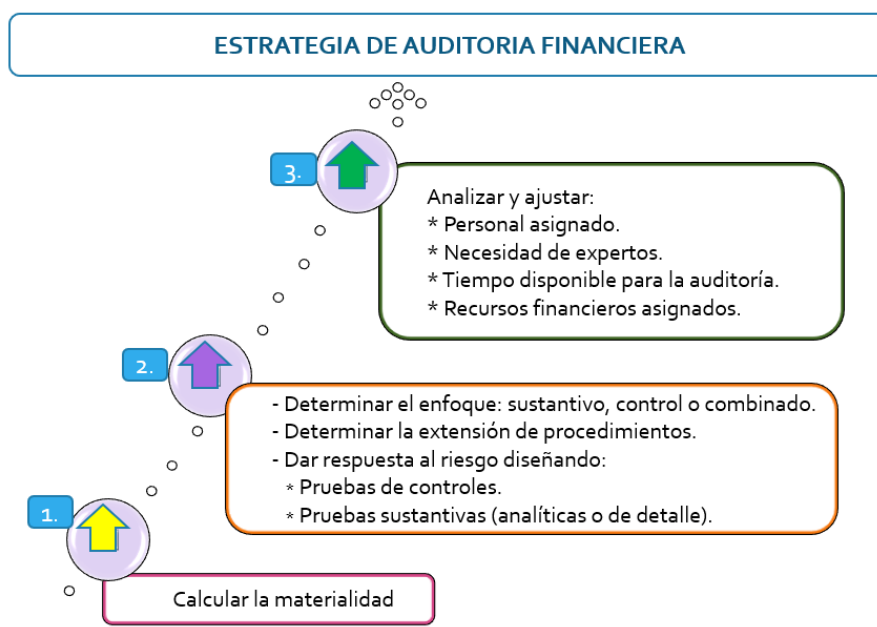 ESTRATEGIA DE AUDITORIA FINANCIERA
3.
Analizar y ajustar:
* Personal asignado.
* Necesidad de expertos.
* Tiempo disponible para la auditoría.
* Recursos financieros asignados.
2.
- Determinar el enfoque: sustantivo, control o combinado.
- Determinar la extensión de procedimientos.
- Dar respuesta al riesgo diseñando:
* Pruebas de controles.
* Pruebas sustantivas (analíticas o de detalle).
1.
Calcular la materialidad